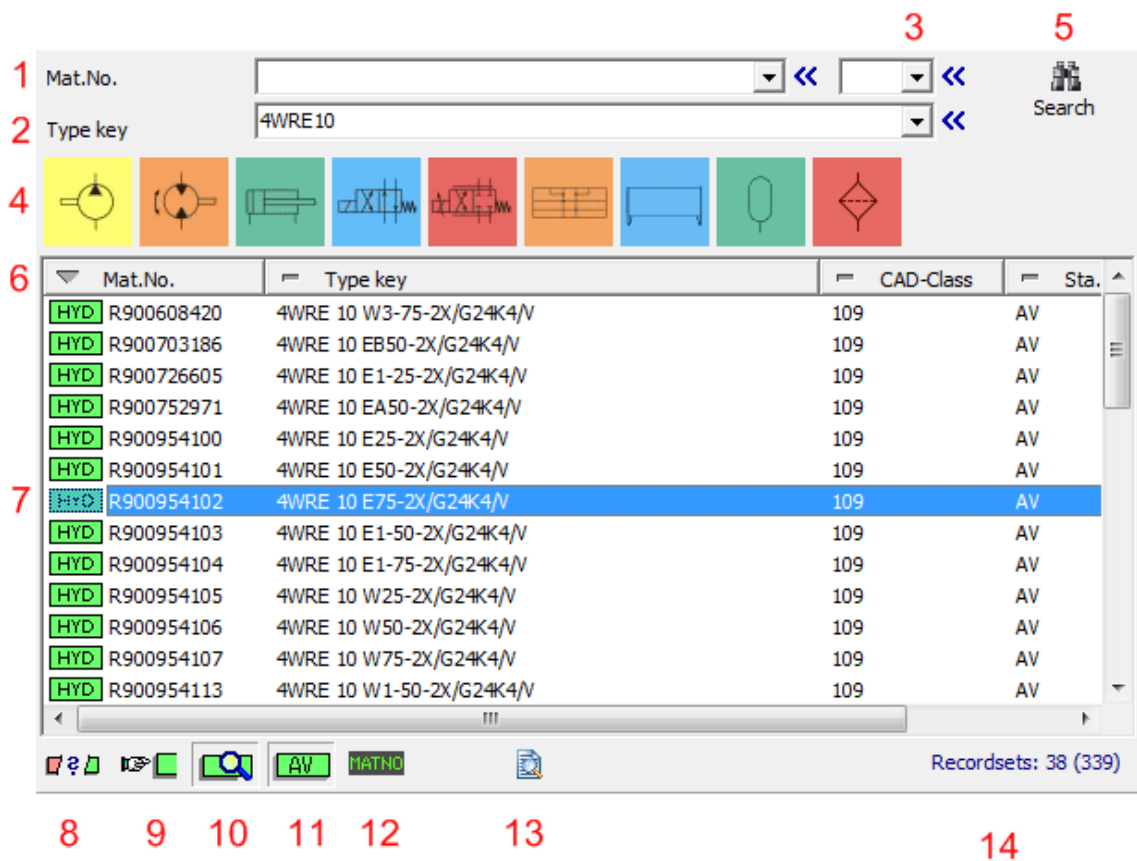 3 5
1 Mat.No. Search
2 Type key 4WRE10
4
6 Mat.No. Type key CAD-Class Sta.
HYD R900608420 4WRE 10 W3-75-2X/G24K4/V 109 AV
HYD R900703186 4WRE 10 EB50-2X/G24K4/V 109 AV
HYD R900726605 4WRE 10 E1-25-2X/G24K4/V 109 AV
HYD R900752971 4WRE 10 EA50-2X/G24K4/V 109 AV
HYD R900954100 4WRE 10 E25-2X/G24K4/V 109 AV
HYD R900954101 4WRE 10 E50-2X/G24K4/V 109 AV
7 HYD R900954102 4WRE 10 E75-2X/G24K4/V 109 AV
HYD R900954103 4WRE 10 E1-50-2X/G24K4/V 109 AV
HYD R900954104 4WRE 10 E1-75-2X/G24K4/V 109 AV
HYD R900954105 4WRE 10 W25-2X/G24K4/V 109 AV
HYD R900954106 4WRE 10 W50-2X/G24K4/V 109 AV
HYD R900954107 4WRE 10 W75-2X/G24K4/V 109 AV
HYD R900954113 4WRE 10 W1-50-2X/G24K4/V 109 AV
? AV MATNO Recordsets: 38 (339)
8 9 10 11 12 13 14